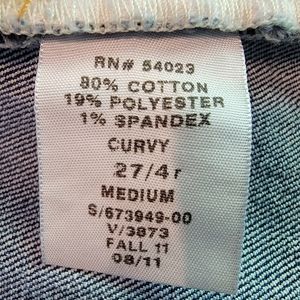 RN# 54023
80% COTTON
19% POLYESTER
1% SPANDEX
CURVY
27/4 r
MEDIUM
S/673949-00
V/3873
FALL 11
08/11